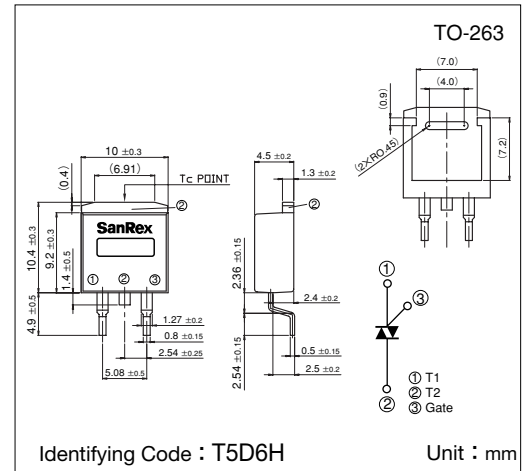 TO-263
(7.0)
(4.0)
(0.9)
(2×R0.45)
(7.2)
10 ±0.3
(6.91)
(0.4)
Tc POINT
②
4.5 ±0.2
1.3 ±0.2
②
SanRex
① ② ③
10.4 ±0.3
9.2 ±0.3
1.4 ±0.5
4.9 ±0.5
1.27 ±0.2
0.8 ±0.15
2.54 ±0.25
5.08 ±0.5
2.36 ±0.15
2.4 ±0.2
2.54 ±0.15
0.5 ±0.15
2.5 ±0.2
①
③
②
① T1
② T2
③ Gate
Identifying Code：T5D6H
Unit：mm